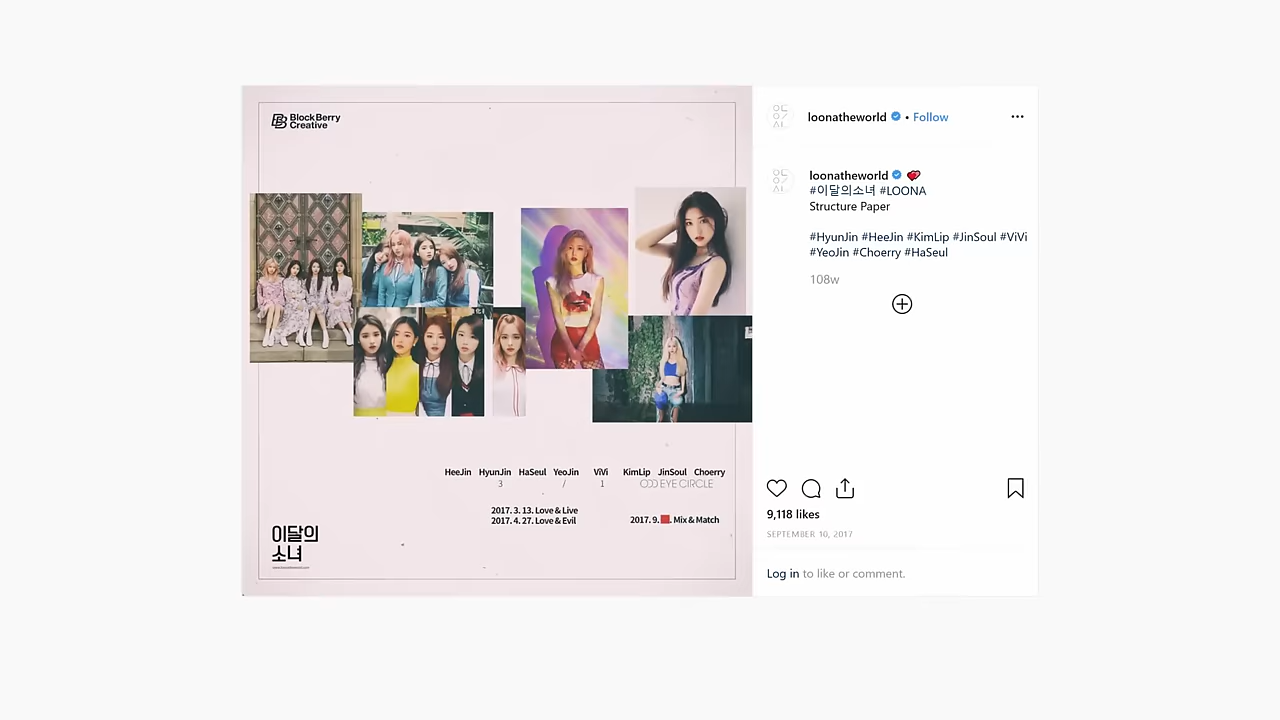 BlockBerry
Creative
HeeJin HyunJin HaSeul YeoJin ViVi KimLip JinSoul Choerry
3 / 1 EYE CIRCLE
2017. 3. 13. Love & Live
2017. 4. 27. Love & Evil
2017. 9. . Mix & Match
이달의
소녀
loonatheworld • Follow
loonatheworld
#이달의소녀 #LOONA
Structure Paper
#HyunJin #HeeJin #KimLip #JinSoul #ViVi
#YeoJin #Choerry #HaSeul
108w
9,118 likes
SEPTEMBER 10, 2017
Log in to like or comment.